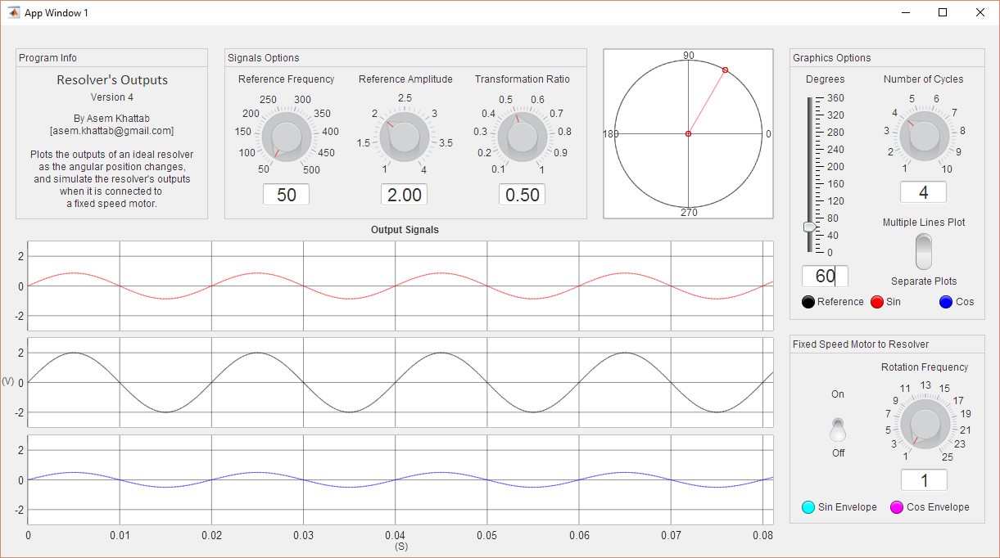 App Window 1
Program Info
Resolver's Outputs
Version 4
By Asem Khattab
[asem.khattab@gmail.com]
Plots the outputs of an ideal resolver
as the angular position changes,
and simulate the resolver's outputs
when it is connected to
a fixed speed motor.
Signals Options
Reference Frequency
50
100
150
200
250
300
350
400
450
500
50
Reference Amplitude
1
1.5
2
2.5
3
3.5
4
2.00
Transformation Ratio
0.1
0.2
0.3
0.4
0.5
0.6
0.7
0.8
0.9
1
0.50
90
180
0
270
Graphics Options
Degrees
360
320
280
240
200
160
120
80
40
0
60
Number of Cycles
1
2
3
4
5
6
7
8
9
10
4
Multiple Lines Plot
Separate Plots
Reference
Sin
Cos
Output Signals
2
0
-2
2
(V) 0
-2
2
0
-2
0 0.01 0.02 0.03 0.04 0.05 0.06 0.07 0.08
(S)
Fixed Speed Motor to Resolver
On
Off
Rotation Frequency
1
3
5
7
9
11
13
15
17
19
21
23
25
1
Sin Envelope
Cos Envelope